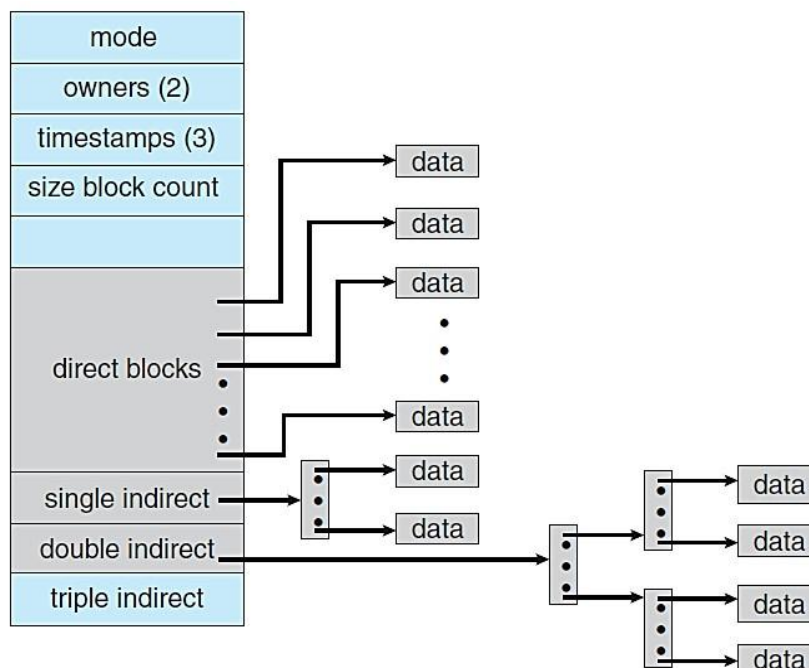 mode
owners (2)
timestamps (3)
size block count
data
data
data
direct blocks
data
single indirect
data
data
double indirect
triple indirect
data
data
data
data